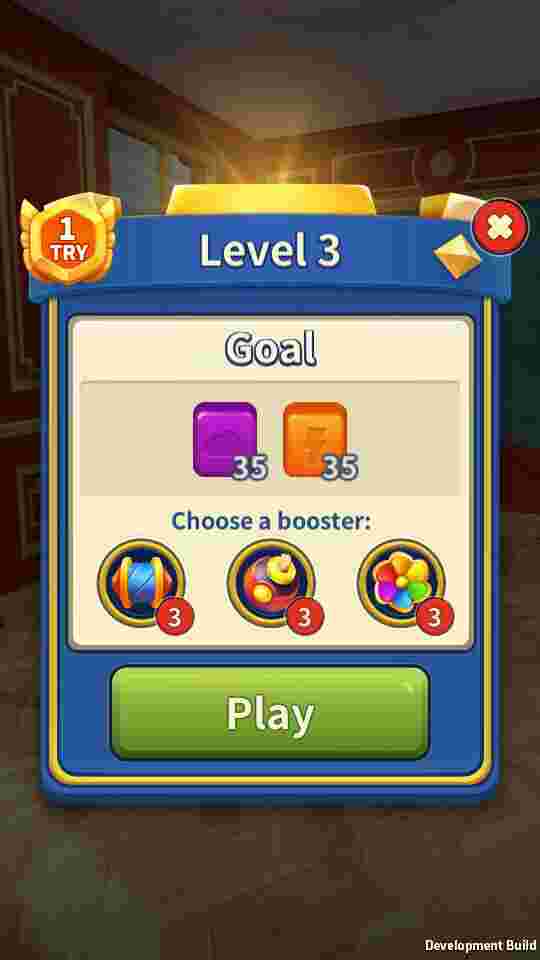 1
TRY
Level 3
Goal
35 35
Choose a booster:
3 3 3
Play
Development Build